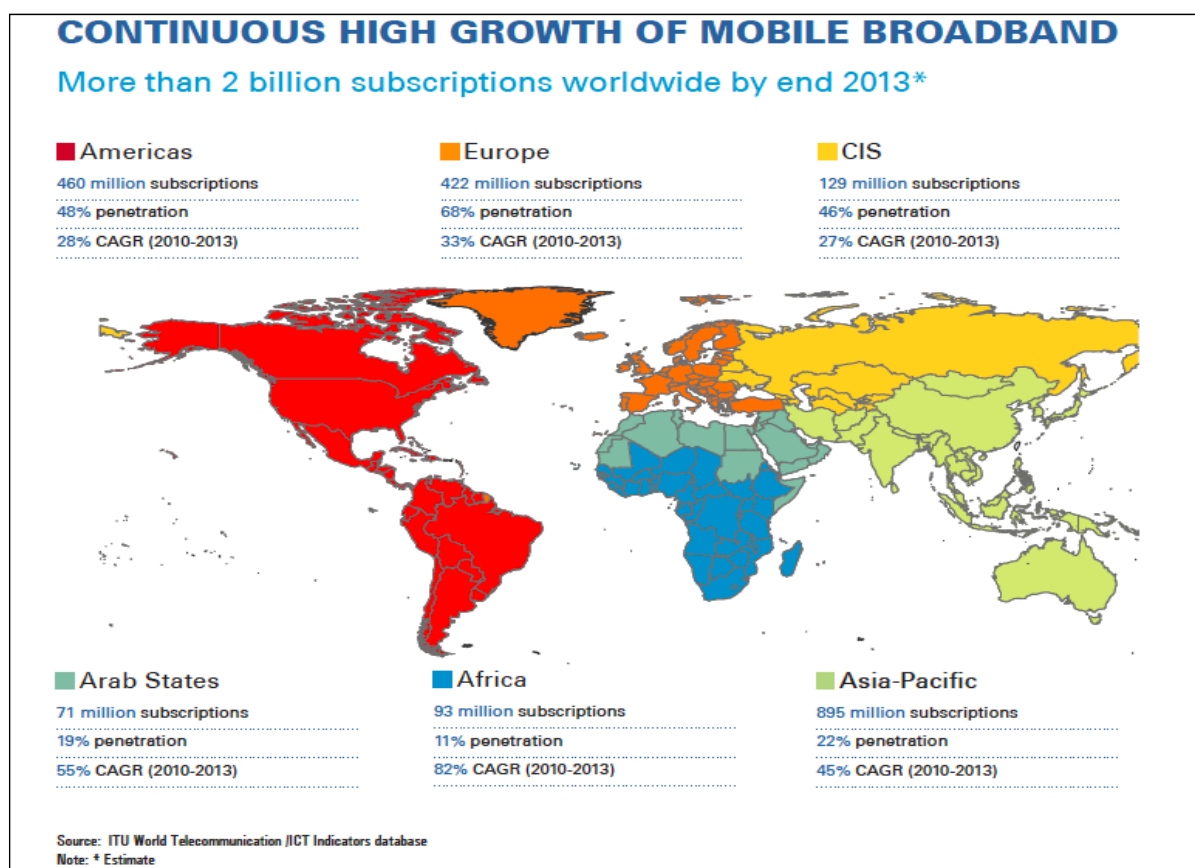 CONTINUOUS HIGH GROWTH OF MOBILE BROADBAND
More than 2 billion subscriptions worldwide by end 2013*
Americas
460 million subscriptions
48% penetration
28% CAGR (2010-2013)
Europe
422 million subscriptions
68% penetration
33% CAGR (2010-2013)
CIS
129 million subscriptions
46% penetration
27% CAGR (2010-2013)
Arab States
71 million subscriptions
19% penetration
55% CAGR (2010-2013)
Africa
93 million subscriptions
11% penetration
82% CAGR (2010-2013)
Asia-Pacific
895 million subscriptions
22% penetration
45% CAGR (2010-2013)
Source: ITU World Telecommunication /ICT Indicators database
Note: * Estimate